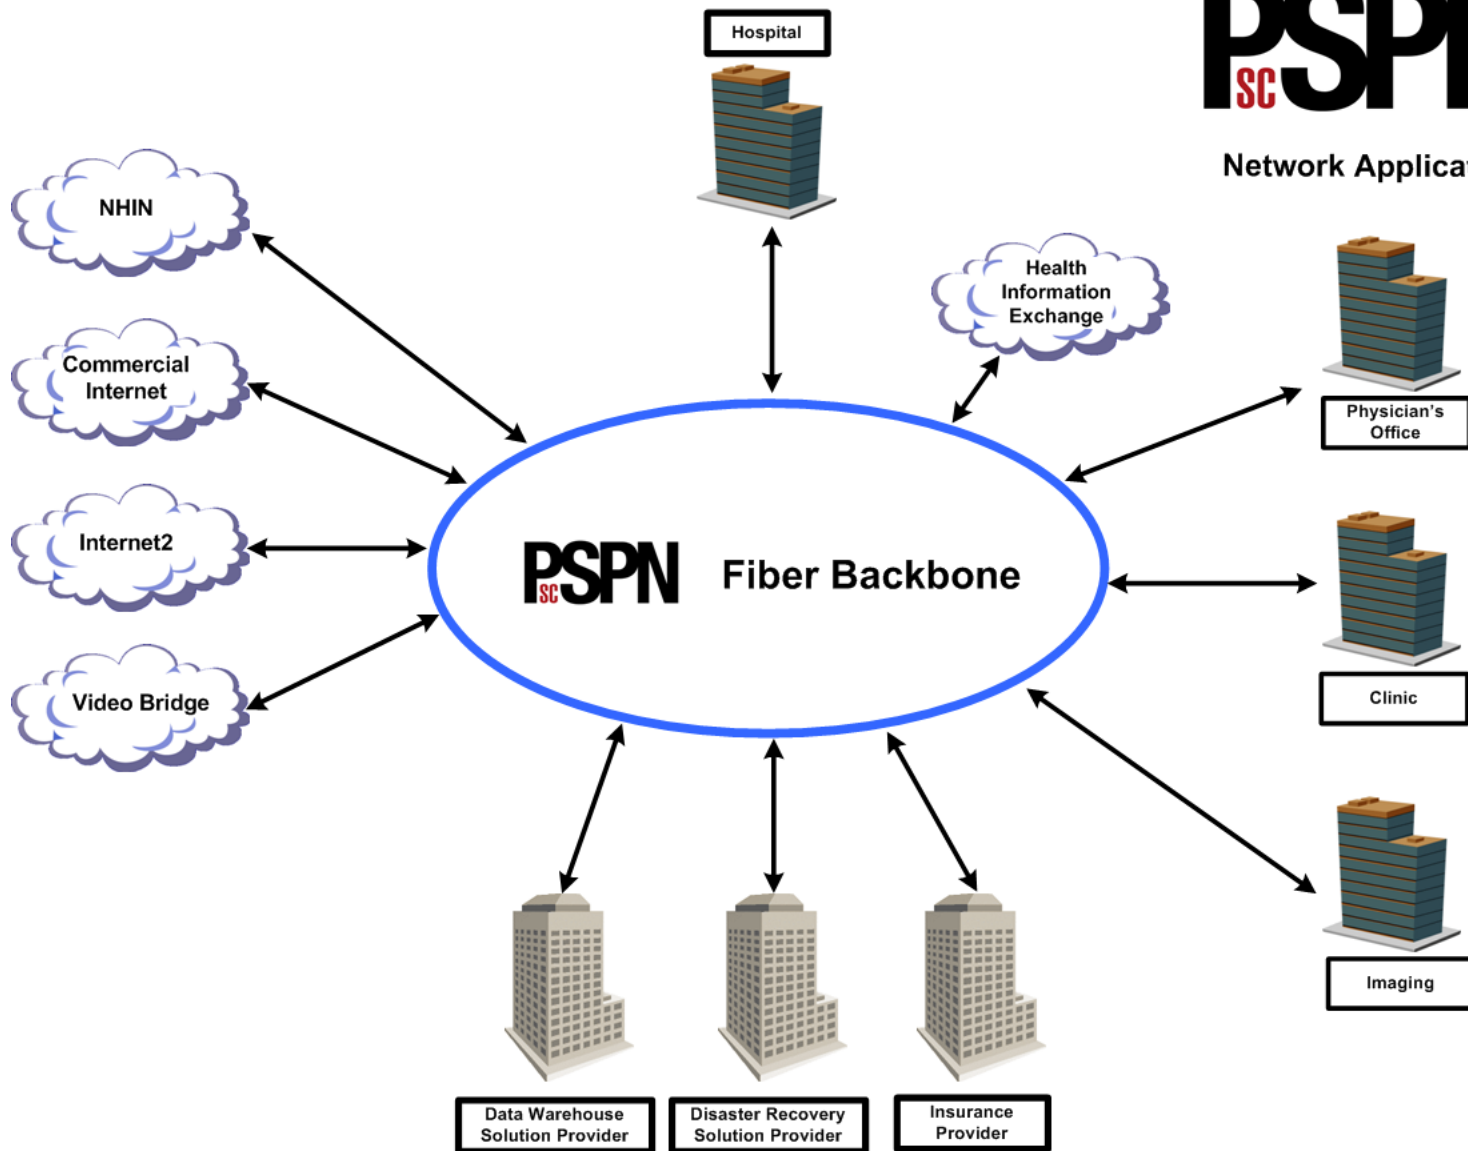 Hospital
PSPN
SC
Network Applicat
NHIN
Health
Information
Exchange
Commercial
Internet
Physician's
Office
Internet2
PSPN
SC
Fiber Backbone
Clinic
Video Bridge
Imaging
Data Warehouse
Solution Provider
Disaster Recovery
Solution Provider
Insurance
Provider